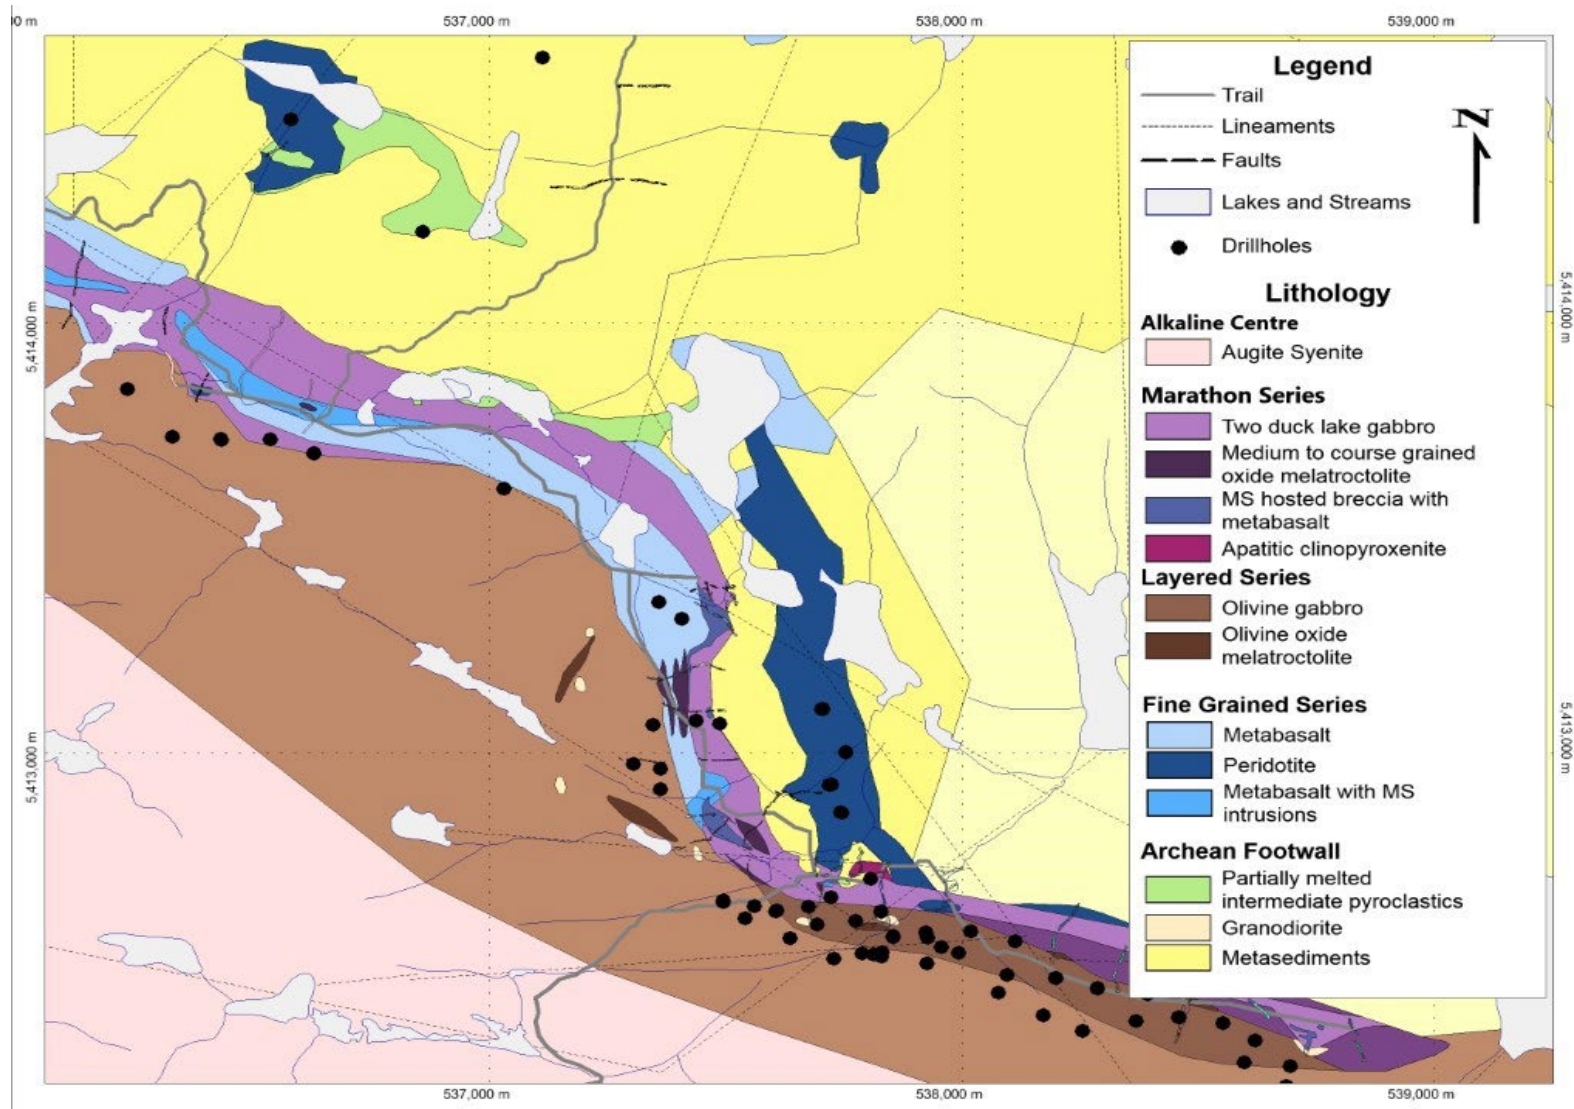 00 m
537,000 m
538,000 m
539,000 m
Legend
Trail
Lineaments
Faults
Lakes and Streams
Drillholes
N
Lithology
Alkaline Centre
Augite Syenite
Marathon Series
Two duck lake gabbro
Medium to course grained
oxide melatroctolite
MS hosted breccia with
metabasalt
Apatitic clinopyroxenite
Layered Series
Olivine gabbro
Olivine oxide
melatroctolite
Fine Grained Series
Metabasalt
Peridotite
Metabasalt with MS
intrusions
Archean Footwall
Partially melted
intermediate pyroclastics
Granodiorite
Metasediments
5,414,000 m
5,414,000 m
5,413,000 m
5,413,000 m
537,000 m
538,000 m
539,000 m